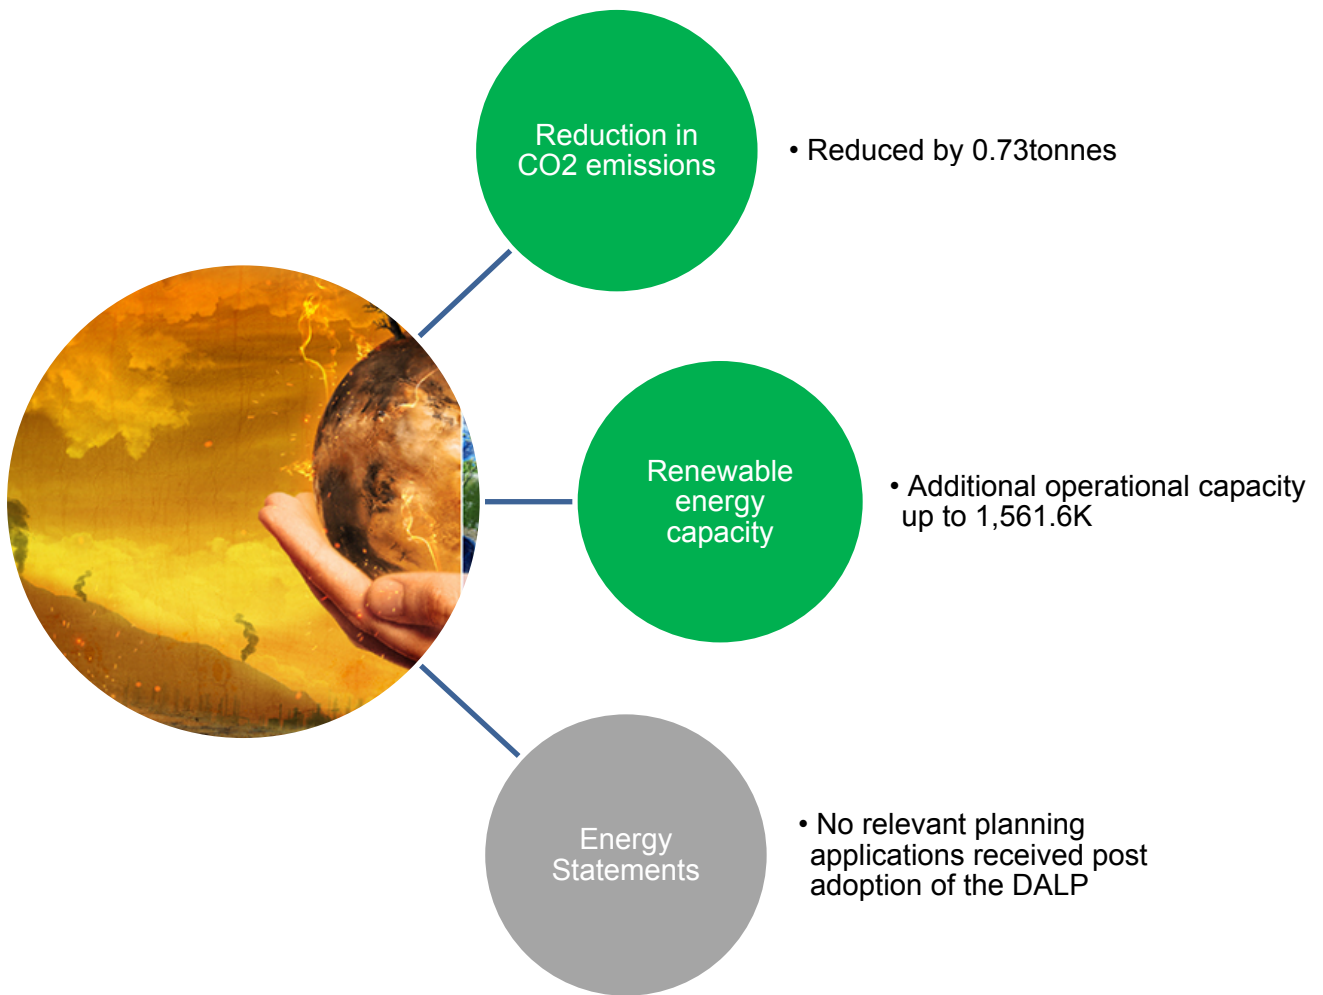 Reduction in
CO2 emissions
• Reduced by 0.73tonnes
Renewable
energy
capacity
• Additional operational capacity
up to 1,561.6K
Energy
Statements
• No relevant planning
applications received post
adoption of the DALP